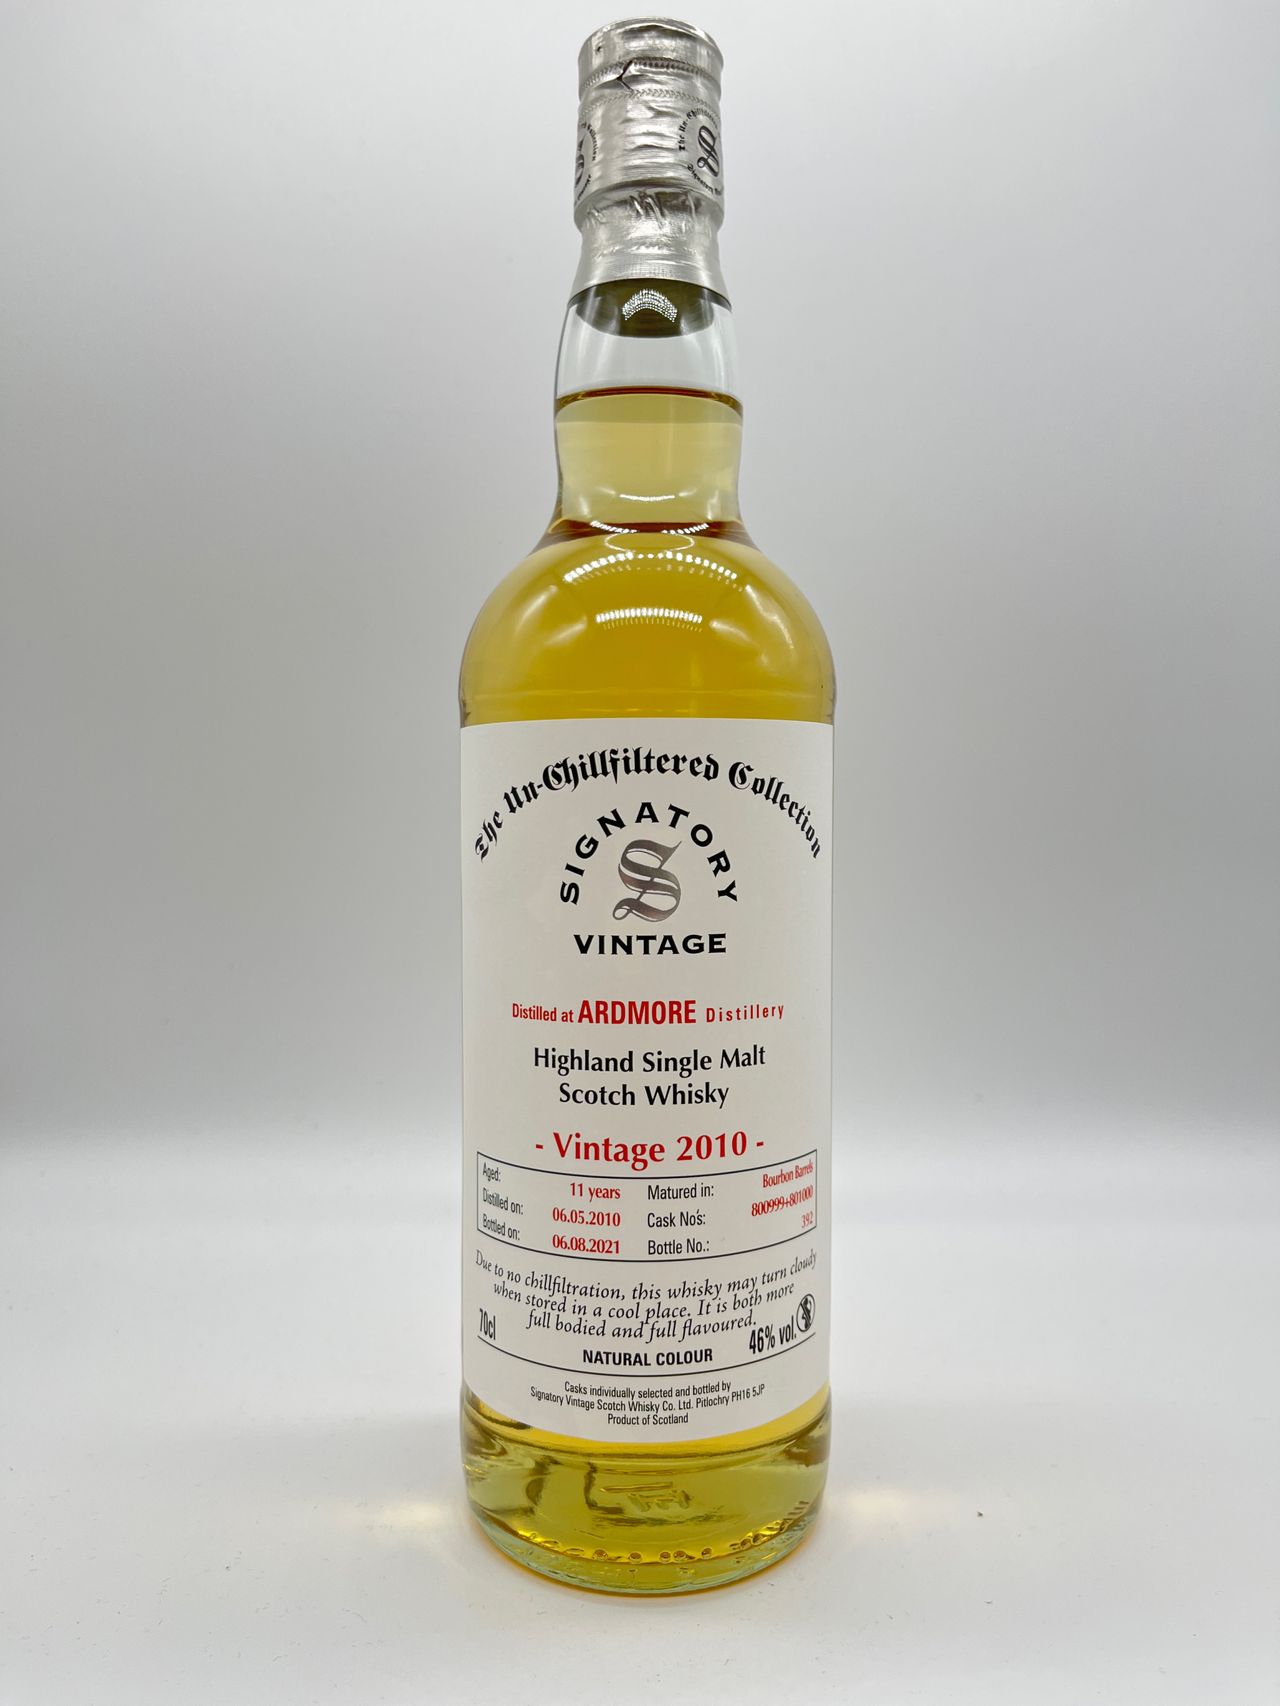 The Un-Chillfiltered Collection
SIGNATORY
S
VINTAGE
Distilled at ARDMORE Distillery
Highland Single Malt
Scotch Whisky
- Vintage 2010 -
Aged: 11 years Matured in: Bourbon Barrels
Distilled on: 06.05.2010 Cask No's: 800999+801000
Bottled on: 06.08.2021 Bottle No.: 392
Due to no chillfiltration, this whisky may turn cloudy
when stored in a cool place. It is both more
full bodied and full flavoured.
70cl
46% vol.
NATURAL COLOUR
Casks individually selected and bottled by
Signatory Vintage Scotch Whisky Co. Ltd. Pitlochry PH16 5JP
Product of Scotland